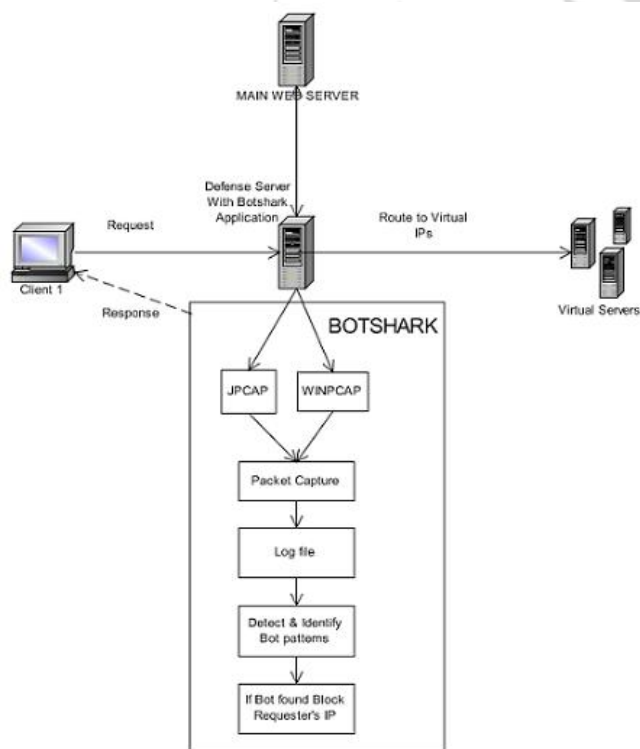 MAIN WEB SERVER
Defense Server
With Botshark
Application
Request
Route to Virtual
IPs
Client 1
Virtual Servers
Response
BOTSHARK
JPCAP
WINPCAP
Packet Capture
Log file
Detect & Identify
Bot patterns
If Bot found Block
Requester's IP